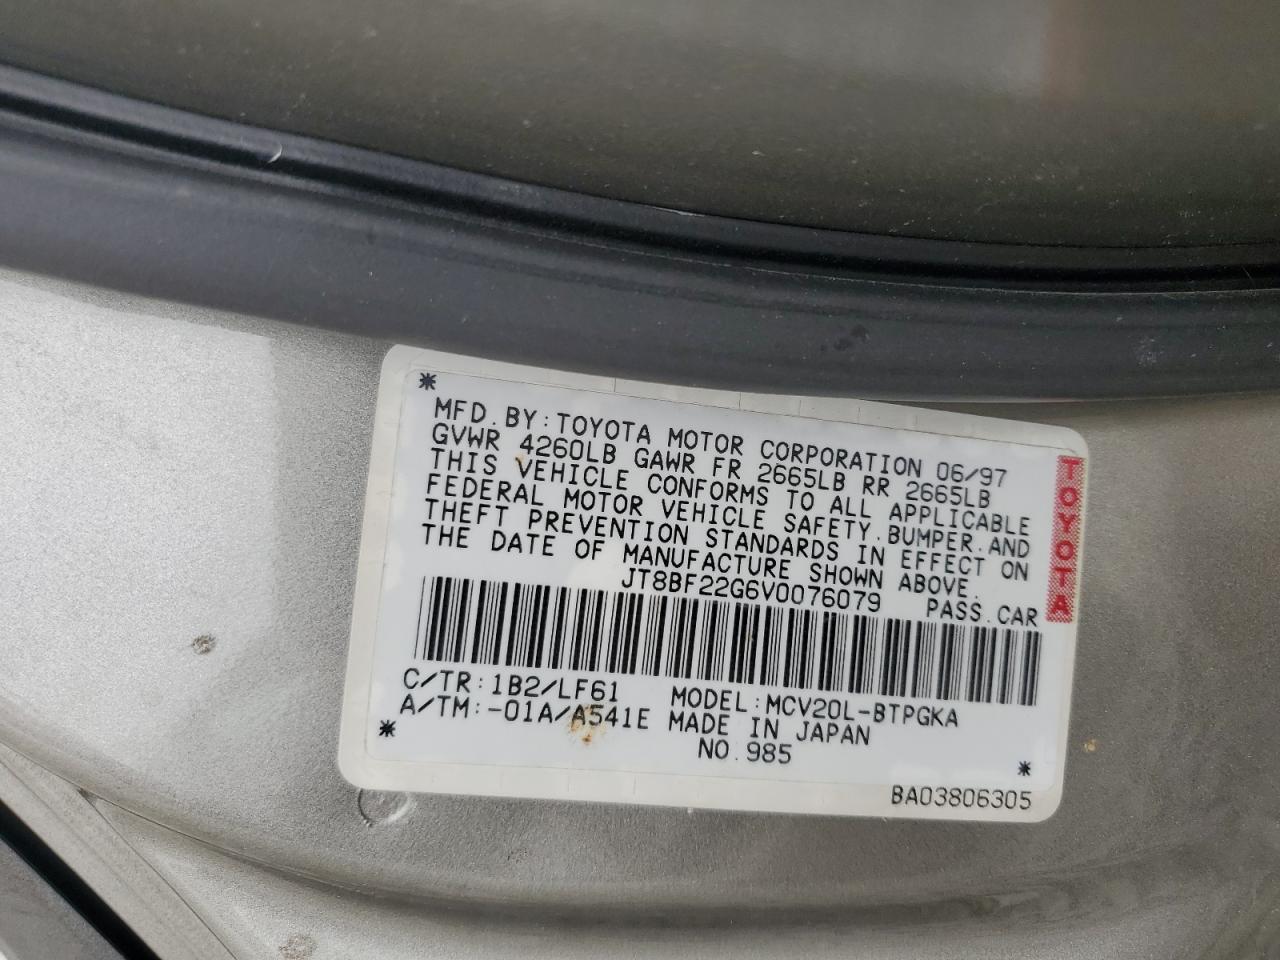 MFD. BY: TOYOTA MOTOR CORPORATION 06/97
GVWR 4260LB GAWR FR 2665LB RR 2665LB
THIS VEHICLE CONFORMS TO ALL APPLICABLE
FEDERAL MOTOR VEHICLE SAFETY. BUMPER. AND
THEFT PREVENTION STANDARDS IN EFFECT ON
THE DATE OF MANUFACTURE SHOWN ABOVE.
JT8BF22G6V0076079 PASS. CAR
TOYOTA
C/TR: 1B2/LF61 MODEL: MCV20L-BTPGKA
A/TM: -01A/A541E MADE IN JAPAN
NO. 985
BA03806305